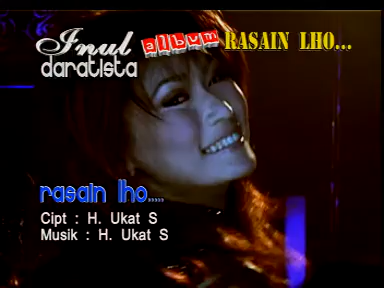 Inul album RASAIN LHO...
daratista
rasain lho.....
Cipt : H. Ukat S
Musik : H. Ukat S